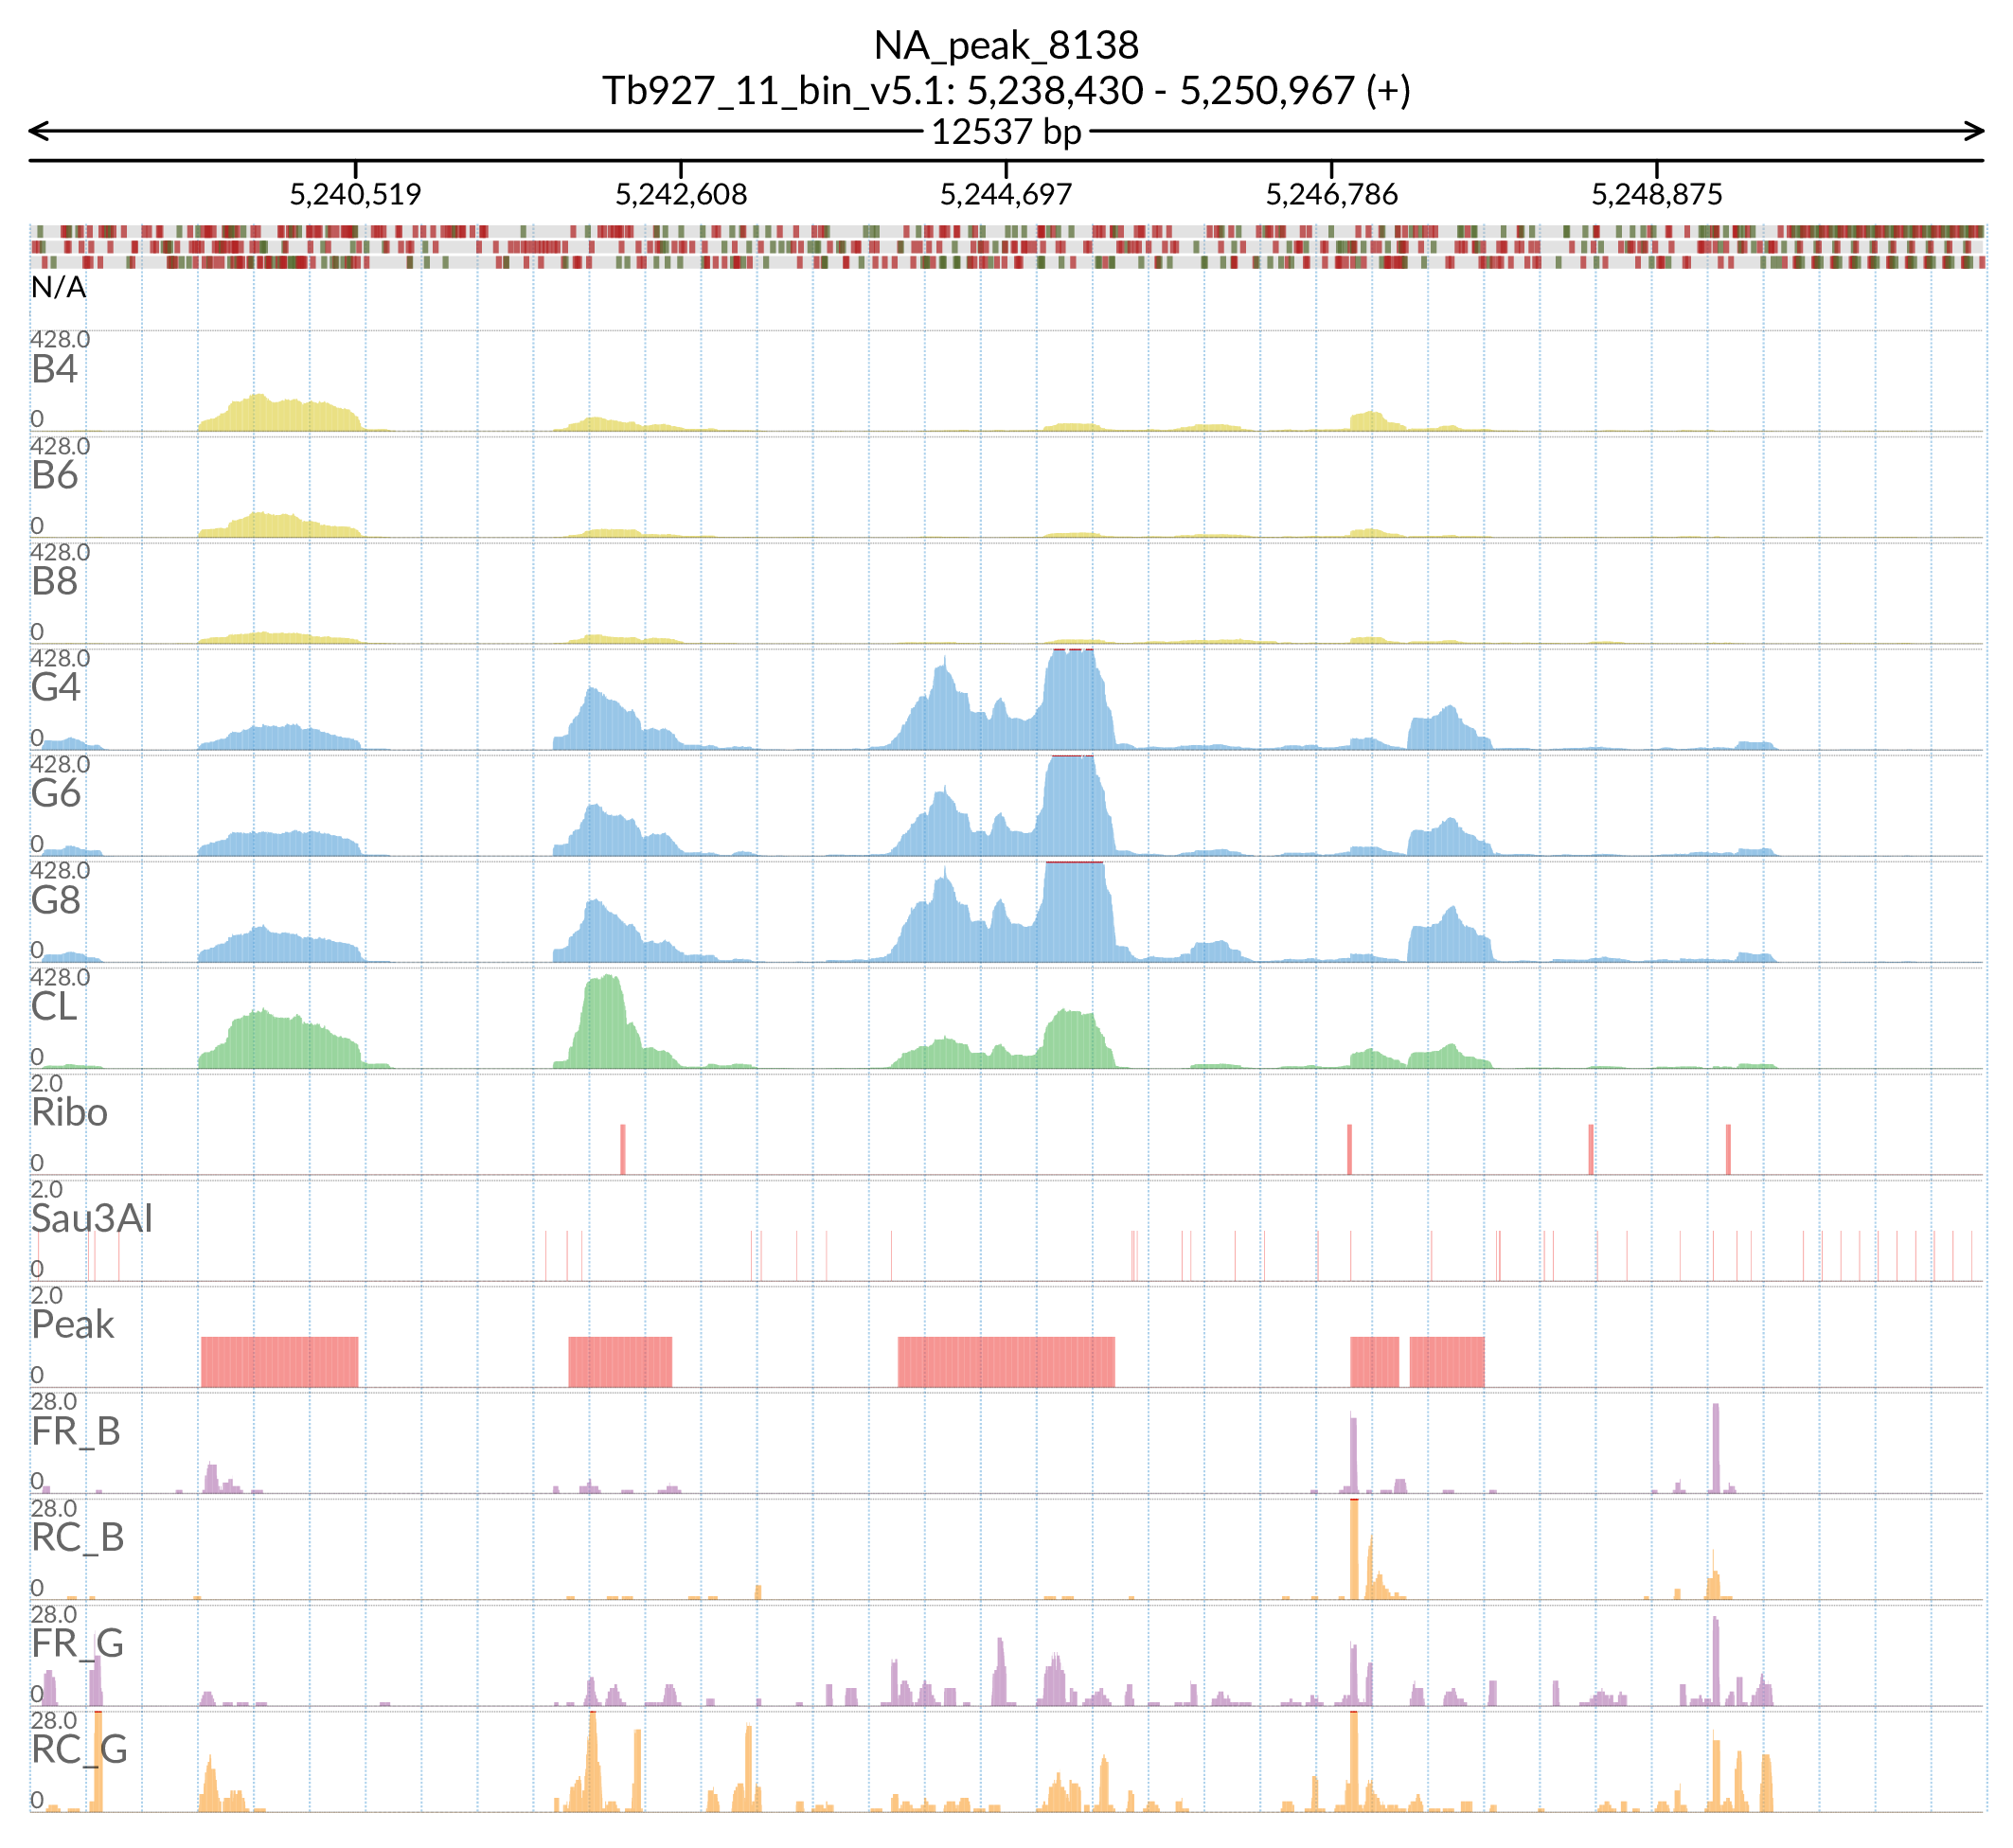 NA_peak_8138
Tb927_11_bin_v5.1: 5,238,430 - 5,250,967 (+)
12537 bp
5,240,519 5,242,608 5,244,697 5,246,786 5,248,875
N/A
428.0
B4
0
428.0
B6
0
428.0
B8
0
428.0
G4
0
428.0
G6
0
428.0
G8
0
428.0
CL
0
2.0
Ribo
0
2.0
Sau3AI
0
2.0
Peak
0
28.0
FR_B
0
28.0
RC_B
0
28.0
FR_G
0
28.0
RC_G
0